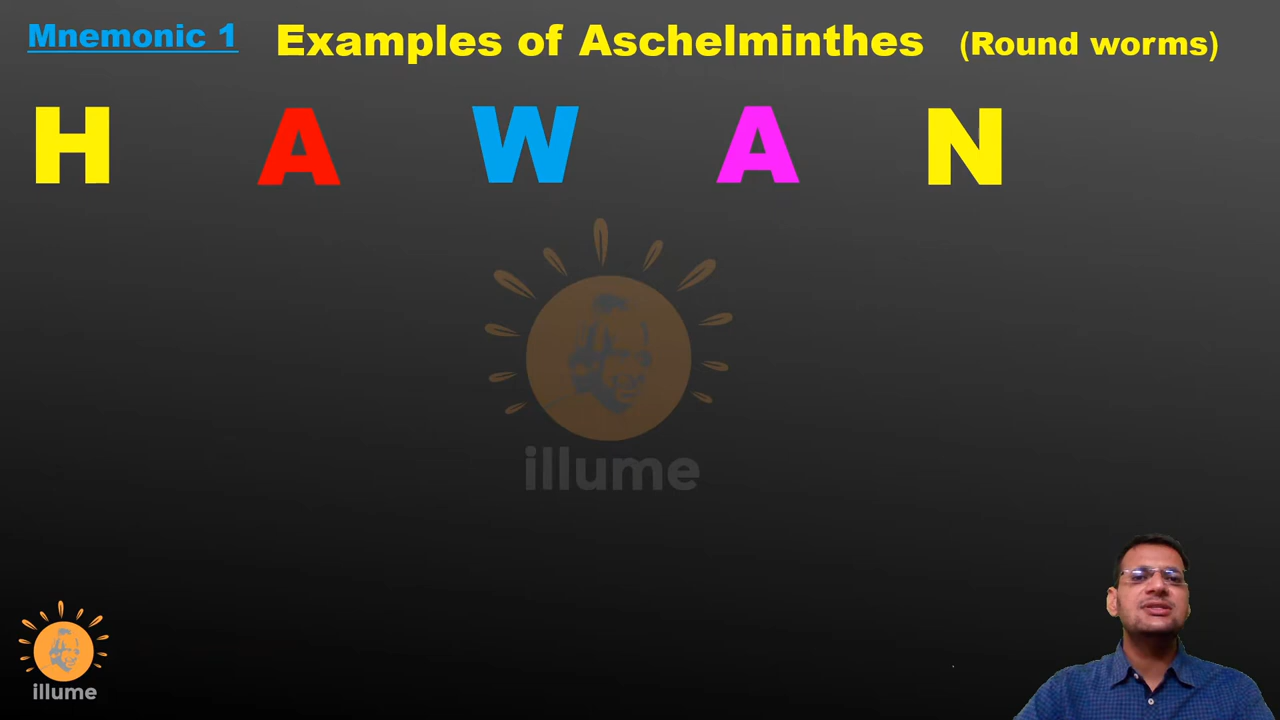 Mnemonic 1 Examples of Aschelminthes (Round worms)
H A W A N
illume
illume